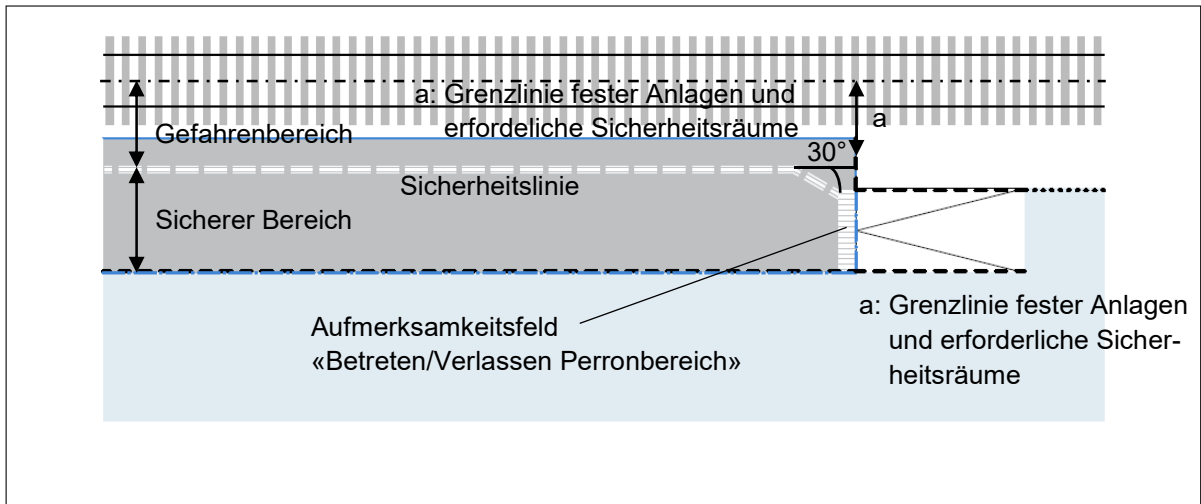 a: Grenzlinie fester Anlagen und
erfordeliche Sicherheitsräume
a
Gefahrenbereich
30°
Sicherheitslinie
Sicherer Bereich
Aufmerksamkeitsfeld
«Betreten/Verlassen Perronbereich»
a: Grenzlinie fester Anlagen
und erforderliche Sicher-
heitsräume